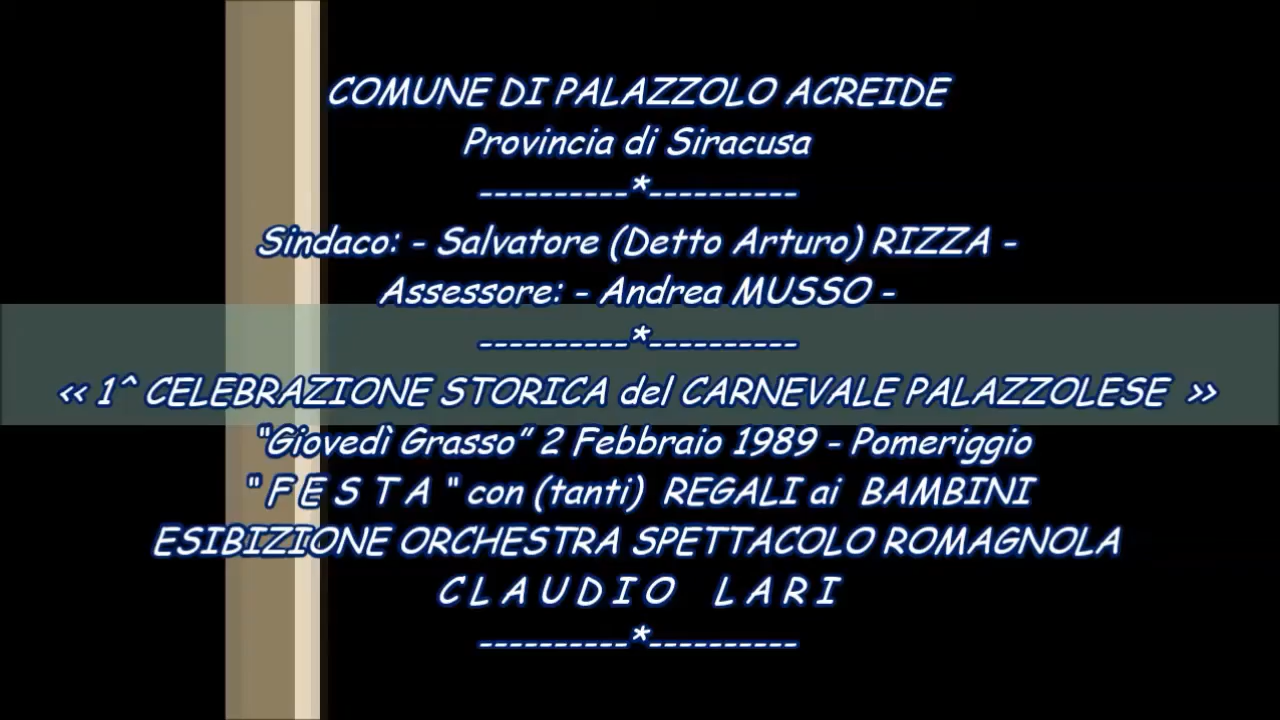 COMUNE DI PALAZZOLO ACREIDE
Provincia di Siracusa
----------*----------
Sindaco: - Salvatore (Detto Arturo) RIZZA -
Assessore: - Andrea MUSSO -
----------*----------
<< 1^ CELEBRAZIONE STORICA del CARNEVALE PALAZZOLESE >>
"Giovedì Grasso" 2 Febbraio 1989 - Pomeriggio
" F E S T A " con (tanti) REGALI ai BAMBINI
ESIBIZIONE ORCHESTRA SPETTACOLO ROMAGNOLA
C L A U D I O L A R I
----------*----------